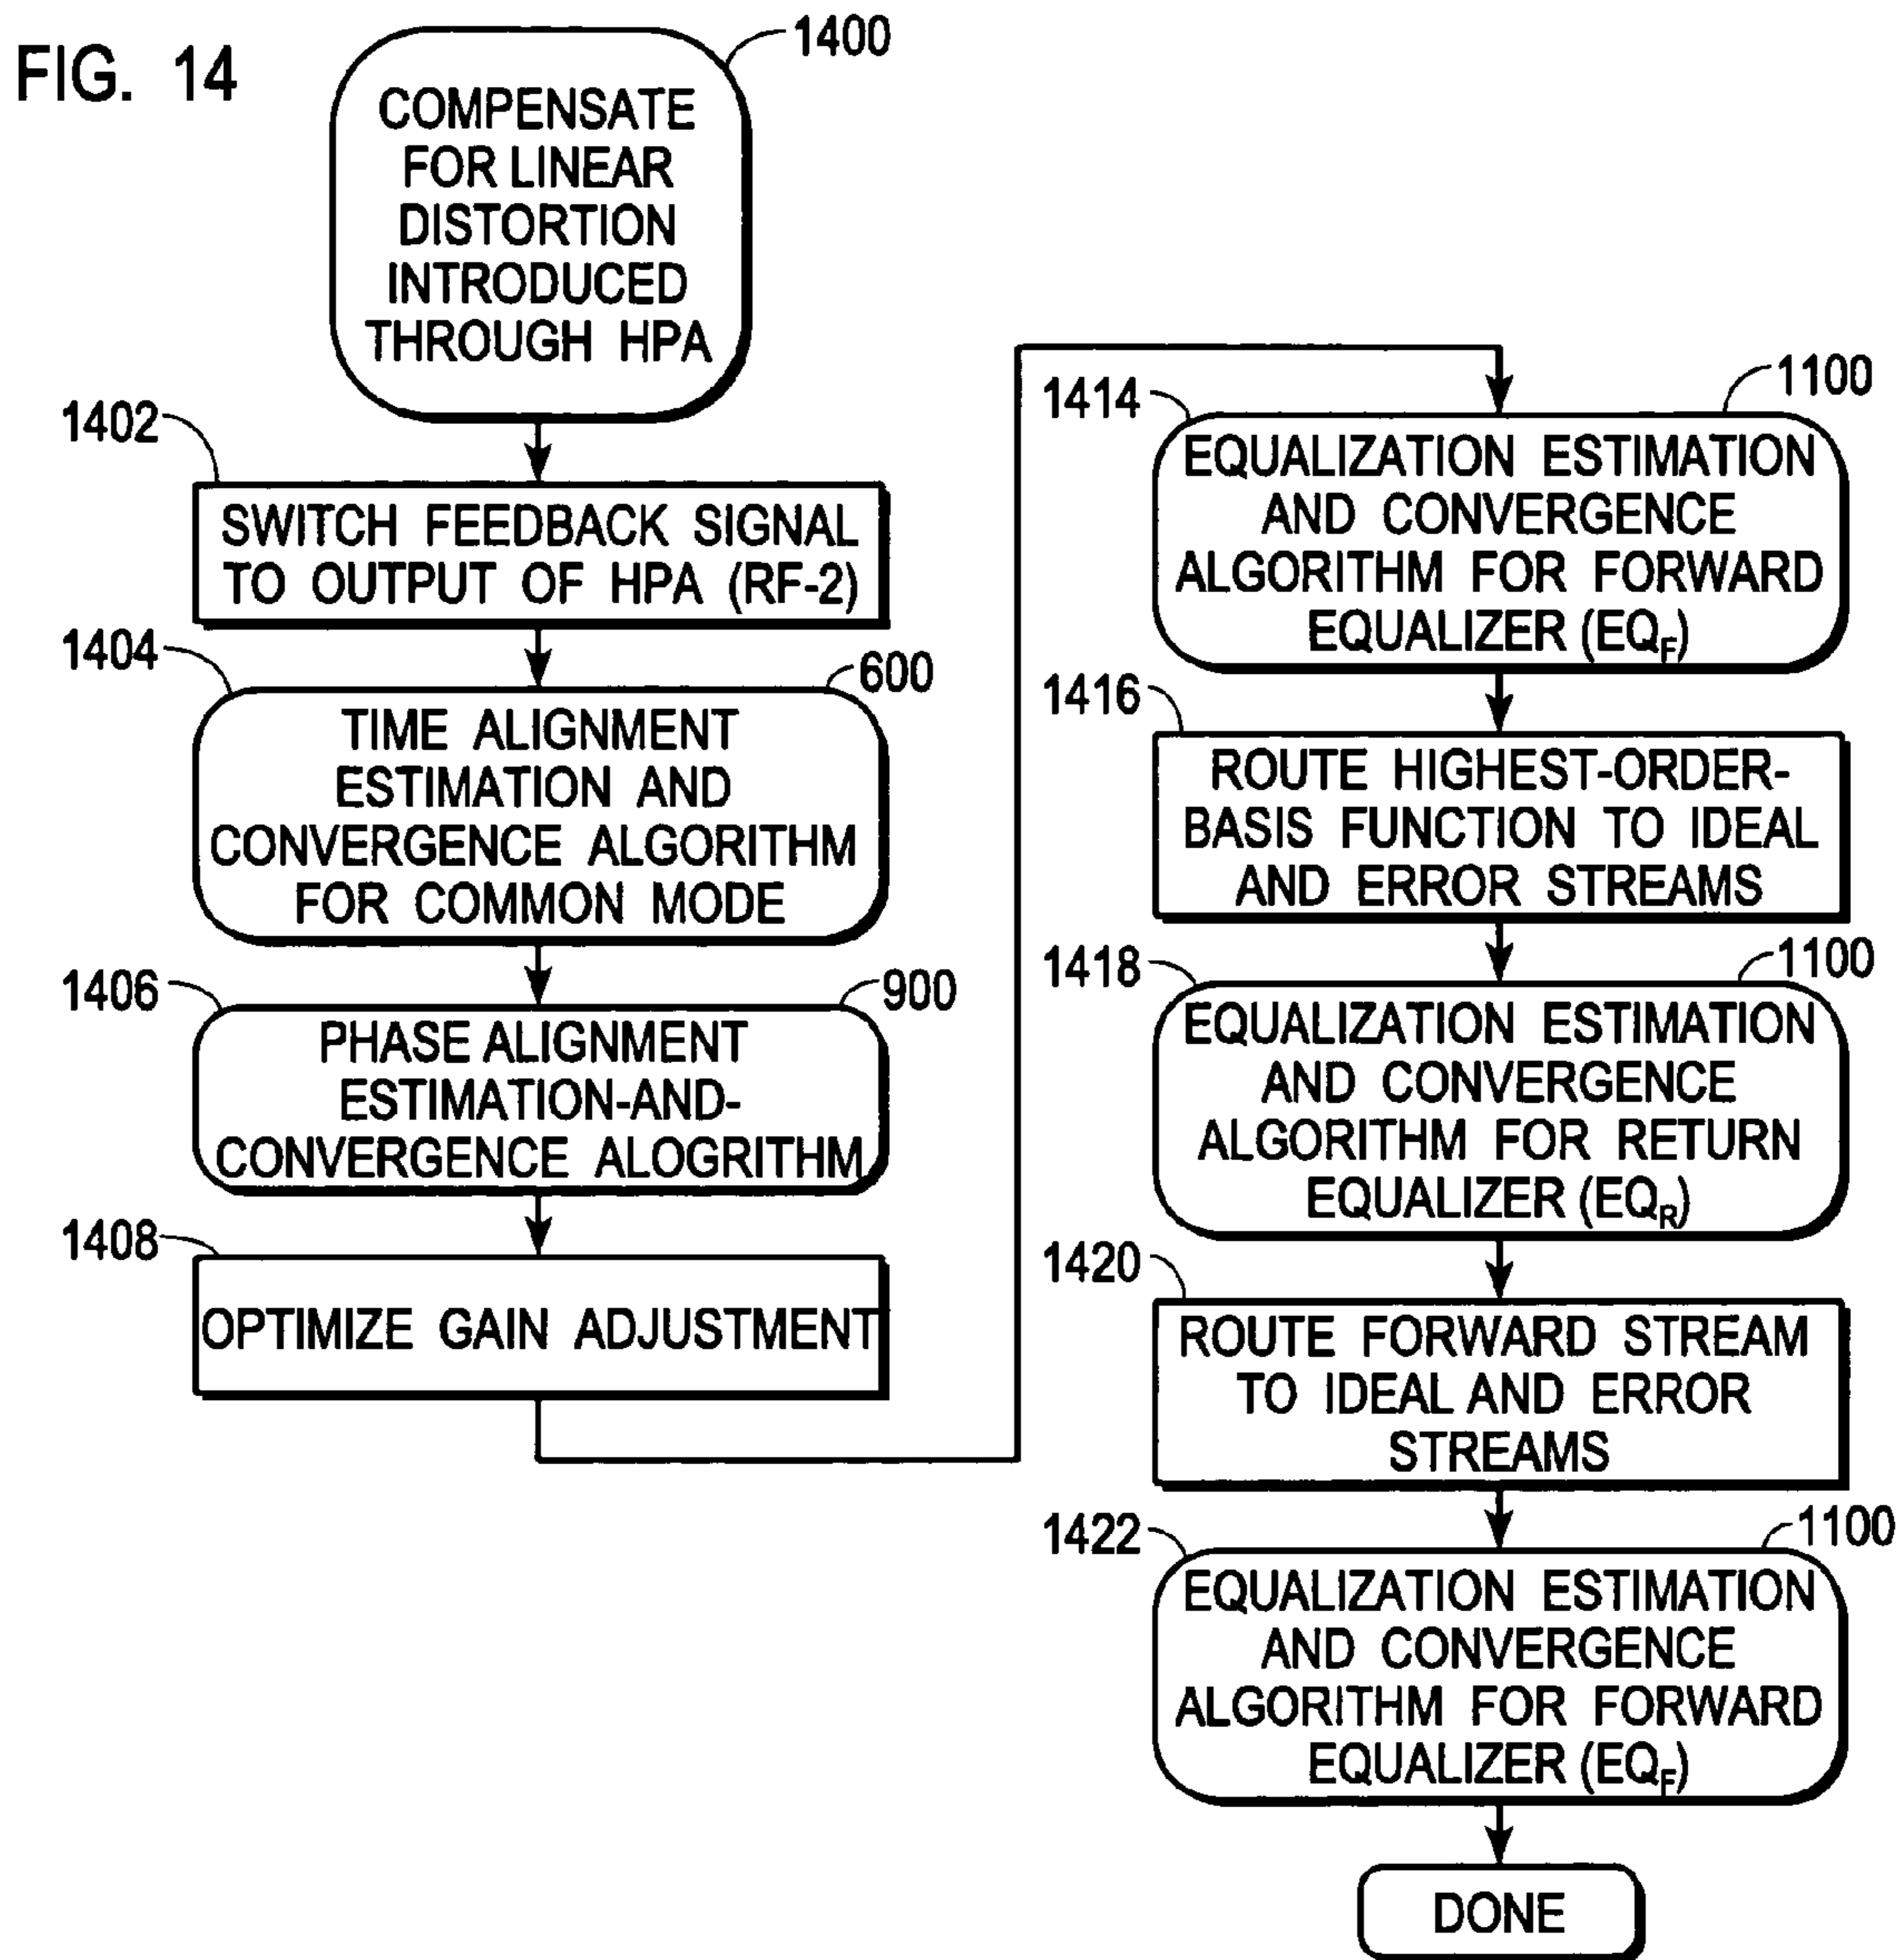 FIG. 14
1400
COMPENSATE
FOR LINEAR
DISTORTION
INTRODUCED
THROUGH HPA
1402
SWITCH FEEDBACK SIGNAL
TO OUTPUT OF HPA (RF-2)
1404
600
TIME ALIGNMENT
ESTIMATION AND
CONVERGENCE ALGORITHM
FOR COMMON MODE
1406
900
PHASE ALIGNMENT
ESTIMATION-AND-
CONVERGENCE ALOGRITHM
1408
OPTIMIZE GAIN ADJUSTMENT
1414
1100
EQUALIZATION ESTIMATION
AND CONVERGENCE
ALGORITHM FOR FORWARD
EQUALIZER (EQF)
1416
ROUTE HIGHEST-ORDER-
BASIS FUNCTION TO IDEAL
AND ERROR STREAMS
1418
1100
EQUALIZATION ESTIMATION
AND CONVERGENCE
ALGORITHM FOR RETURN
EQUALIZER (EQR)
1420
ROUTE FORWARD STREAM
TO IDEAL AND ERROR
STREAMS
1422
1100
EQUALIZATION ESTIMATION
AND CONVERGENCE
ALGORITHM FOR FORWARD
EQUALIZER (EQF)
DONE